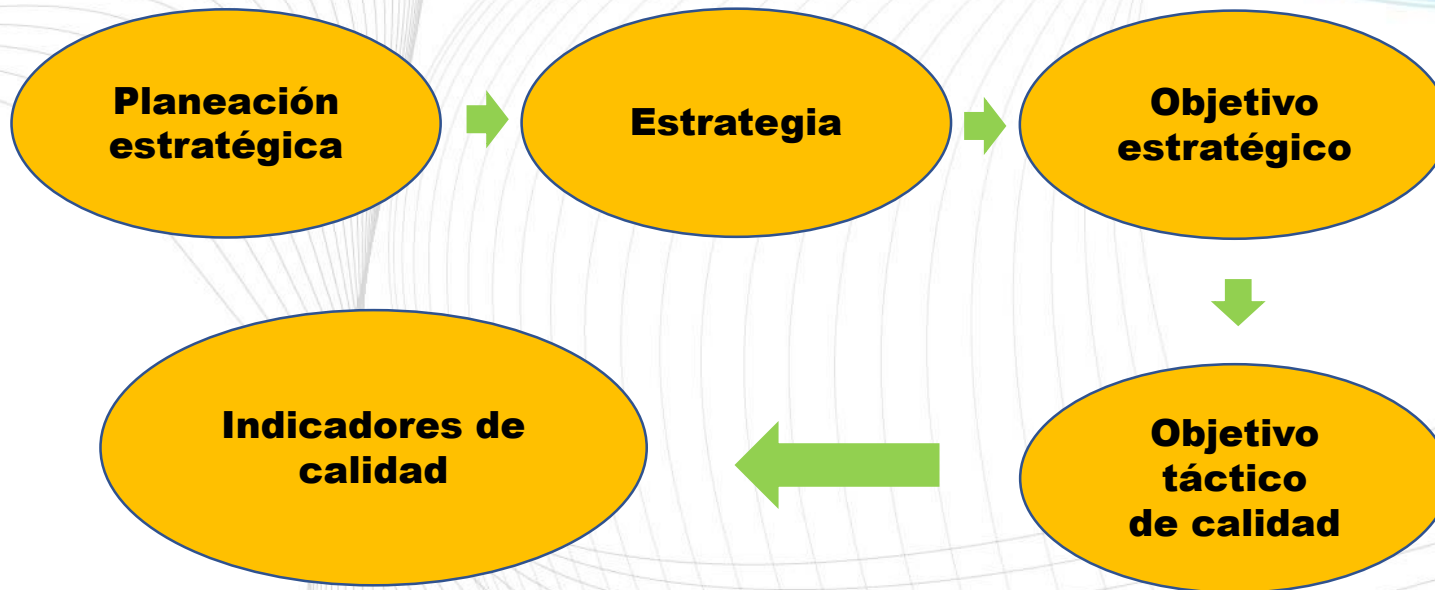 Planeación
estratégica
Estrategia
Objetivo
estratégico
Objetivo
táctico
de calidad
Indicadores de
calidad